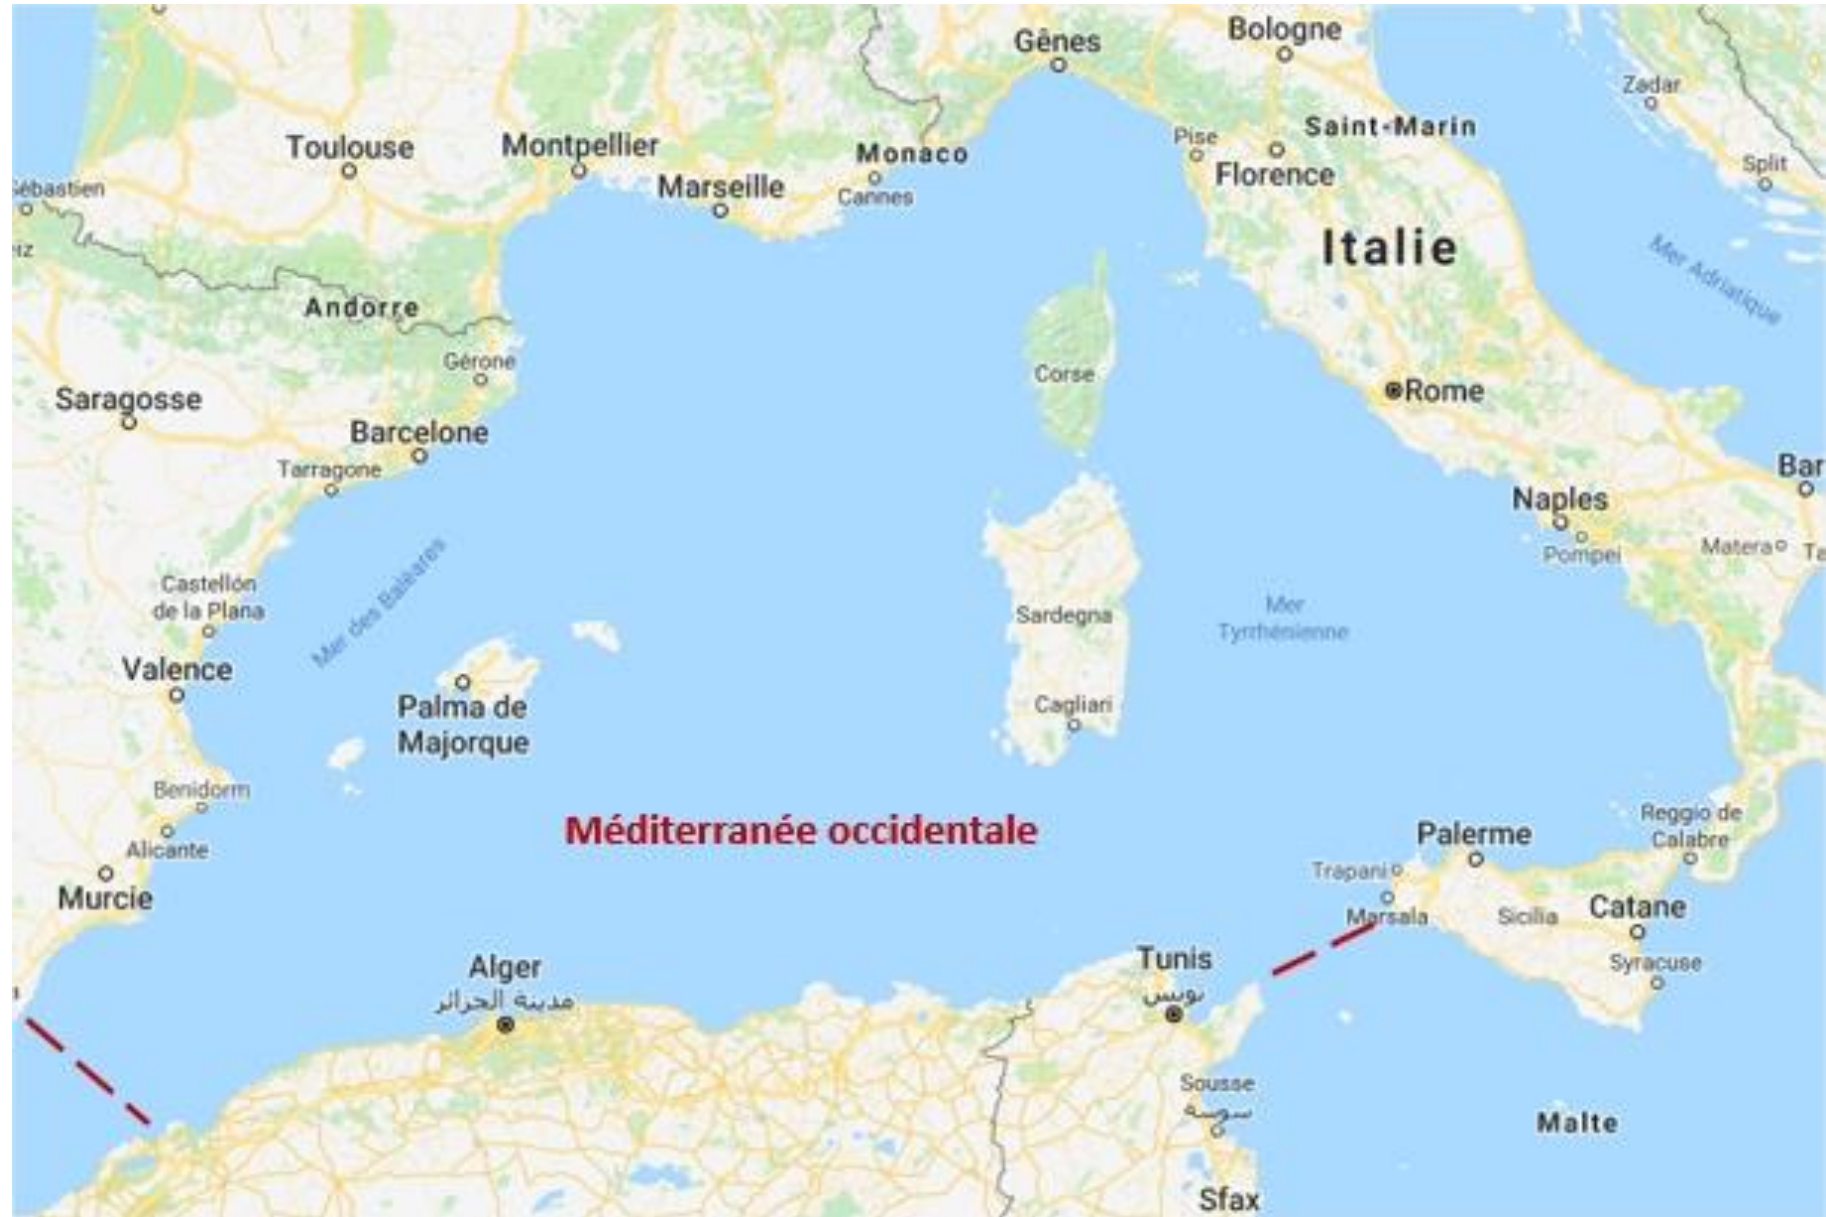 Gênes
Bologne
Zadar
Toulouse
Montpellier
Monaco
Pise
Saint-Marin
Split
Sébastien
Marseille
Cannes
Florence
Italie
Mer Adriatique
Andorre
Gérone
Corse
Rome
Saragosse
Barcelone
Tarragone
Bar
Naples
Pompei
Matera
Ta
Mer des Baléares
Castellón
de la Plana
Sardegna
Mer
Tyrrhénienne
Valence
Palma de
Majorque
Cagliari
Benidorm
Alicante
Murcie
Méditerranée occidentale
Palerme
Reggio de
Calabre
Trapani
Marsala
Sicilia
Catane
Syracuse
Alger
مدينة الجزائر
Tunis
تونس
Sousse
سوسة
Malte
Sfax